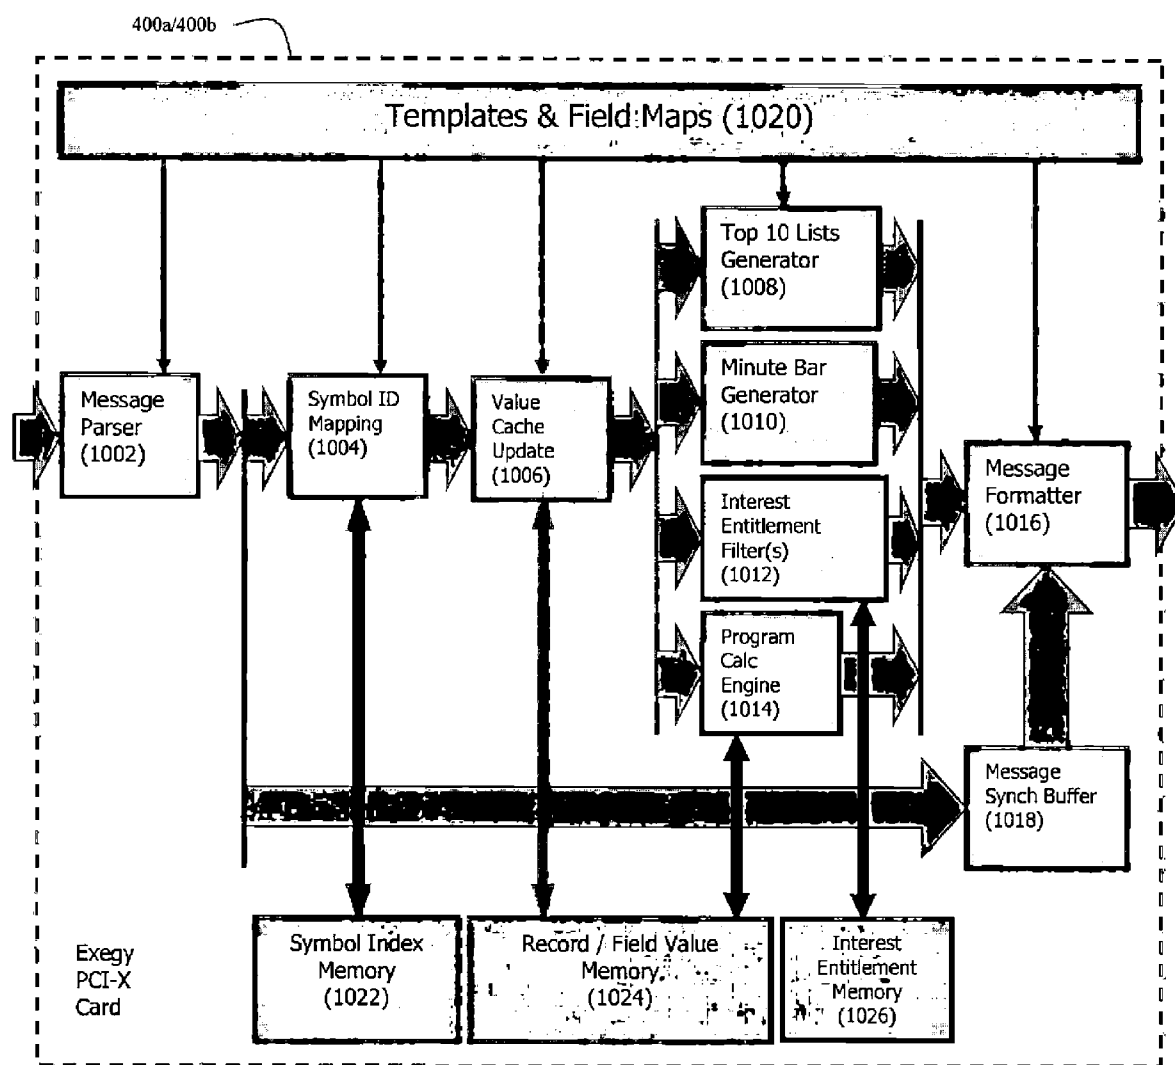 400a/400b
Templates & Field Maps (1020)
Top 10 Lists
Generator
(1008)
Message
Parser
(1002)
Symbol ID
Mapping
(1004)
Value
Cache
Update
(1006)
Minute Bar
Generator
(1010)
Interest
Entitlement
Filter(s)
(1012)
Program
Calc
Engine
(1014)
Message
Formatter
(1016)
Message
Synch Buffer
(1018)
Exegy
PCI-X
Card
Symbol Index
Memory
(1022)
Record / Field Value
Memory
(1024)
Interest
Entitlement
Memory
(1026)